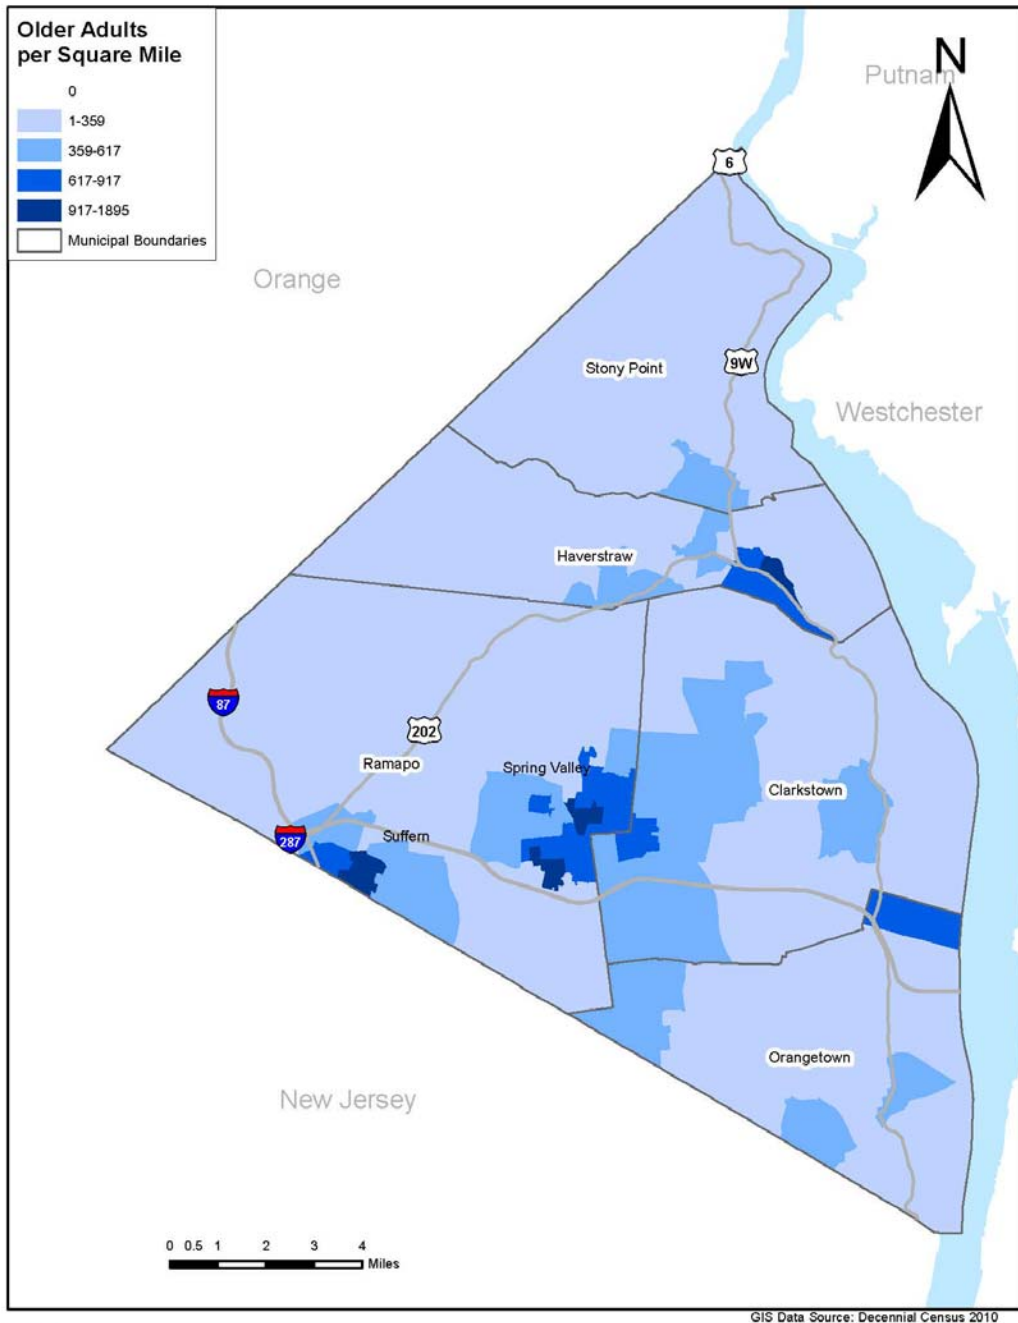 Older Adults
per Square Mile
0
1-359
359-617
617-917
917-1895
Municipal Boundaries
N
Putnam
6
Orange
9W
Stony Point
Westchester
Haverstraw
87
202
Ramapo
Spring Valley
Clarkstown
287
Suffern
Orangetown
New Jersey
0 0.5 1 2 3 4
Miles
GIS Data Source: Decennial Census 2010